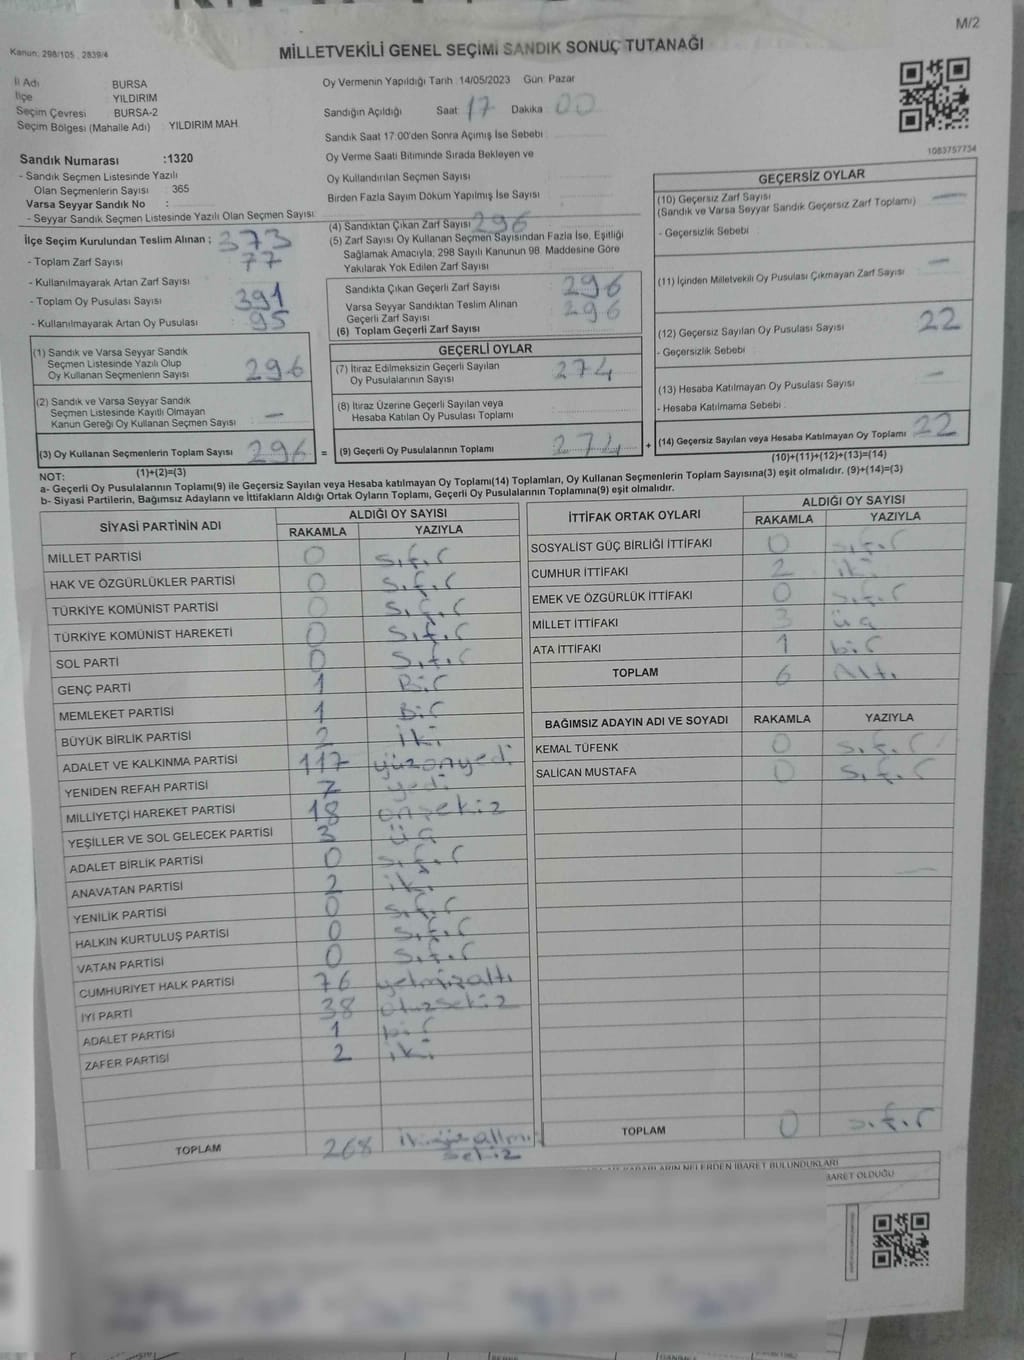 M/2
Kanun: 298/105 2839/4
MİLLETVEKİLİ GENEL SEÇİMİ SANDIK SONUÇ TUTANAĞI
İl Adı : BURSA
İlçe : YILDIRIM
Seçim Çevresi : BURSA-2
Seçim Bölgesi (Mahalle Adı) : YILDIRIM MAH.
Oy Vermenin Yapıldığı Tarih :14/05/2023 Gün: Pazar
Sandığın Açıldığı Saat: 17 Dakika: 00
Sandık Saat 17:00'den Sonra Açımış İse Sebebi :
Oy Verme Saati Bitiminde Sırada Bekleyen ve
Oy Kullandırılan Seçmen Sayısı
Birden Fazla Sayım Döküm Yapılmış İse Sayısı
1083757734
Sandık Numarası :1320
- Sandık Seçmen Listesinde Yazılı
Olan Seçmenlerin Sayısı : 365
Varsa Seyyar Sandık No :
- Seyyar Sandık Seçmen Listesinde Yazılı Olan Seçmen Sayısı:
İlçe Seçim Kurulundan Teslim Alınan ;
- Toplam Zarf Sayısı 373
- Kullanılmayarak Artan Zarf Sayısı 77
- Toplam Oy Pusulası Sayısı 391
- Kullanılmayarak Artan Oy Pusulası 95
(1) Sandık ve Varsa Seyyar Sandık
Seçmen Listesinde Yazılı Olup
Oy Kullanan Seçmenlerin Sayısı 296
(2) Sandık ve Varsa Seyyar Sandık
Seçmen Listesinde Kayıtlı Olmayan
Kanun Gereği Oy Kullanan Seçmen Sayısı —
(3) Oy Kullanan Seçmenlerin Toplam Sayısı 296
(1)+(2)=(3)
(4) Sandıktan Çıkan Zarf Sayısı 296
(5) Zarf Sayısı Oy Kullanan Seçmen Sayısından Fazla İse, Eşitliği
Sağlamak Amacıyla, 298 Sayılı Kanunun 98. Maddesine Göre
Yakılarak Yok Edilen Zarf Sayısı
Sandıkta Çıkan Geçerli Zarf Sayısı 296
Varsa Seyyar Sandıktan Teslim Alınan
Geçerli Zarf Sayısı
(6) Toplam Geçerli Zarf Sayısı 296
GEÇERLİ OYLAR
(7) İtiraz Edilmeksizin Geçerli Sayılan
Oy Pusulalarının Sayısı 274
(8) İtiraz Üzerine Geçerli Sayılan veya
Hesaba Katılan Oy Pusulası Toplamı
= (9) Geçerli Oy Pusulalarının Toplamı 274 +
GEÇERSİZ OYLAR
(10) Geçersiz Zarf Sayısı —
(Sandık ve Varsa Seyyar Sandık Geçersiz Zarf Toplamı)
- Geçersizlik Sebebi :
(11) İçinden Milletvekili Oy Pusulası Çıkmayan Zarf Sayısı —
(12) Geçersiz Sayılan Oy Pusulası Sayısı 22
- Geçersizlik Sebebi :
(13) Hesaba Katılmayan Oy Pusulası Sayısı —
- Hesaba Katılmama Sebebi :
(14) Geçersiz Sayılan veya Hesaba Katılmayan Oy Toplamı 22
(10)+(11)+(12)+(13)=(14)
NOT:
a- Geçerli Oy Pusulalarının Toplamı(9) ile Geçersiz Sayılan veya Hesaba katılmayan Oy Toplamı(14) Toplamları, Oy Kullanan Seçmenlerin Toplam Sayısına(3) eşit olmalıdır. (9)+(14)=(3)
b- Siyasi Partilerin, Bağımsız Adayların ve İttifakların Aldığı Ortak Oyların Toplamı, Geçerli Oy Pusulalarının Toplamına(9) eşit olmalıdır.
SİYASİ PARTİNİN ADI ALDIĞI OY SAYISI
RAKAMLA YAZIYLA
MİLLET PARTİSİ 0 sıfır
HAK VE ÖZGÜRLÜKLER PARTİSİ 0 sıfır
TÜRKİYE KOMÜNİST PARTİSİ 0 sıfır
TÜRKİYE KOMÜNİST HAREKETİ 0 sıfır
SOL PARTİ 0 sıfır
GENÇ PARTİ 1 Bir
MEMLEKET PARTİSİ 1 Bir
BÜYÜK BİRLİK PARTİSİ 2 iki
ADALET VE KALKINMA PARTİSİ 117 yüzonyedi
YENİDEN REFAH PARTİSİ 7 yedi
MİLLİYETÇİ HAREKET PARTİSİ 18 onsekiz
YEŞİLLER VE SOL GELECEK PARTİSİ 3 üç
ADALET BİRLİK PARTİSİ 0 sıfır
ANAVATAN PARTİSİ 2 iki
YENİLİK PARTİSİ 0 sıfır
HALKIN KURTULUŞ PARTİSİ 0 sıfır
VATAN PARTİSİ 0 sıfır
CUMHURİYET HALK PARTİSİ 76 yetmişaltı
İYİ PARTİ 38 otuzsekiz
ADALET PARTİSİ 1 bir
ZAFER PARTİSİ 2 iki
TOPLAM 268 ikiyüzaltmış
sekiz
İTTİFAK ORTAK OYLARI ALDIĞI OY SAYISI
RAKAMLA YAZIYLA
SOSYALİST GÜÇ BİRLİĞİ İTTİFAKI 0 sıfır
CUMHUR İTTİFAKI 2 iki
EMEK VE ÖZGÜRLÜK İTTİFAKI 0 sıfır
MİLLET İTTİFAKI 3 üç
ATA İTTİFAKI 1 bir
TOPLAM 6 Altı
BAĞIMSIZ ADAYIN ADI VE SOYADI RAKAMLA YAZIYLA
KEMAL TÜFENK 0 sıfır
SALİCAN MUSTAFA 0 sıfır
TOPLAM 0 sıfır
NELERDEN İBARET BULUNDUKLARI
İBARET OLDUĞU